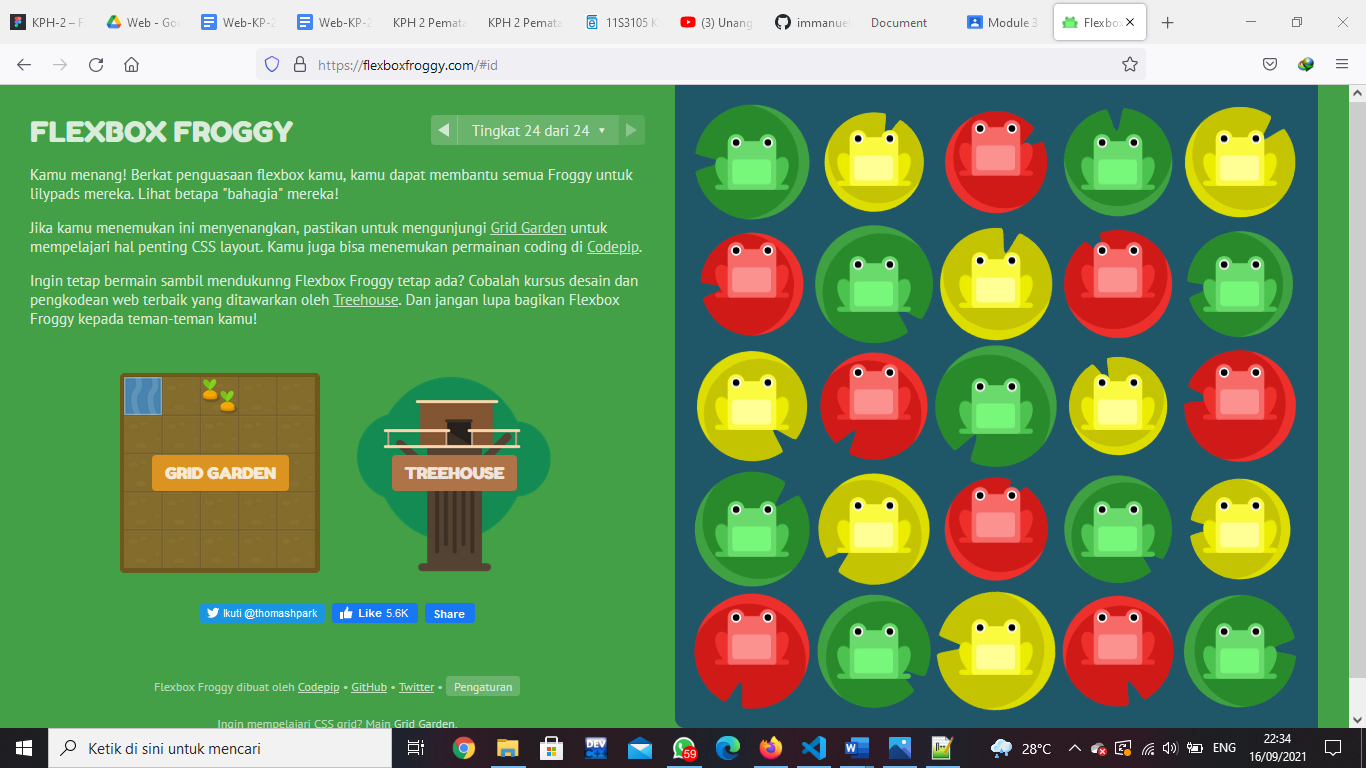 KPH-2 – F
Web - Goo
Web-KP-2
Web-KP-2
KPH 2 Pemata
KPH 2 Pemata
11S3105 K
(3) Unang
immanuel
Document
Module 3
Flexbox
https://flexboxfroggy.com/#id
FLEXBOX FROGGY
Tingkat 24 dari 24
Kamu menang! Berkat penguasaan flexbox kamu, kamu dapat membantu semua Froggy untuk
lilypads mereka. Lihat betapa "bahagia" mereka!
Jika kamu menemukan ini menyenangkan, pastikan untuk mengunjungi Grid Garden untuk
mempelajari hal penting CSS layout. Kamu juga bisa menemukan permainan coding di Codepip.
Ingin tetap bermain sambil mendukunng Flexbox Froggy tetap ada? Cobalah kursus desain dan
pengkodean web terbaik yang ditawarkan oleh Treehouse. Dan jangan lupa bagikan Flexbox
Froggy kepada teman-teman kamu!
GRID GARDEN
TREEHOUSE
Ikuti @thomashpark
Like 5.6K
Share
Flexbox Froggy dibuat oleh Codepip • GitHub • Twitter • Pengaturan
Ingin mempelajari CSS grid? Main Grid Garden.
Ketik di sini untuk mencari
DEV
59
28°C
ENG
22:34
16/09/2021